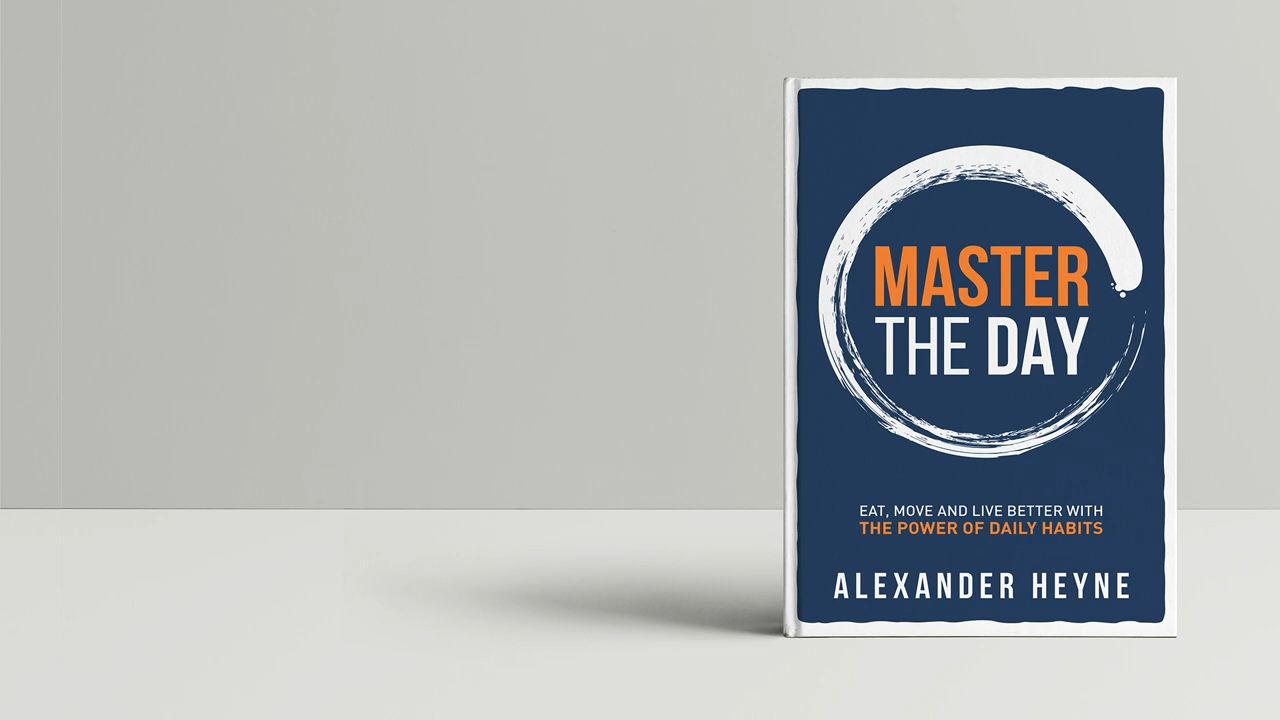 MASTER
THE DAY
EAT, MOVE AND LIVE BETTER WITH
THE POWER OF DAILY HABITS
ALEXANDER HEYNE